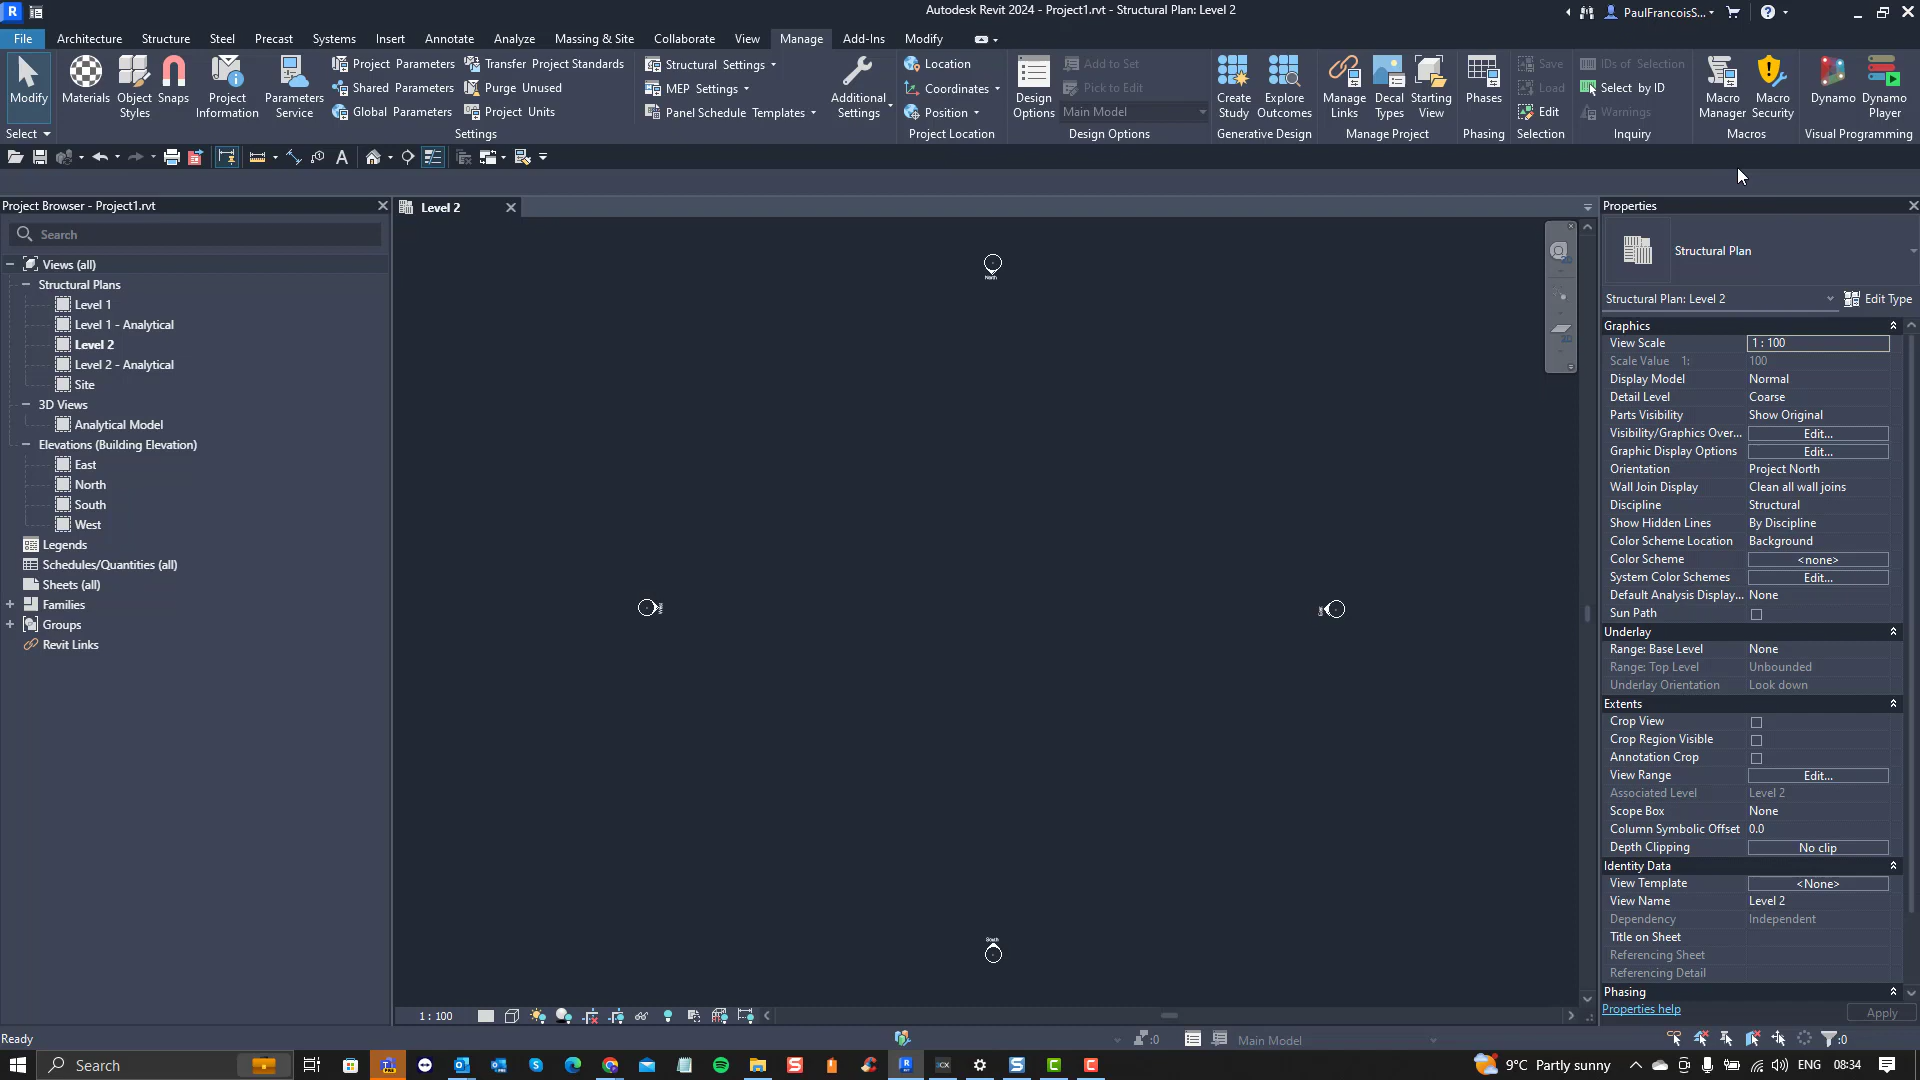 Autodesk Revit 2024 - Project1.rvt - Structural Plan: Level 2
PaulFrancoisS...
File Architecture Structure Steel Precast Systems Insert Annotate Analyze Massing & Site Collaborate View Manage Add-Ins Modify
Modify
Materials
Object Styles
Snaps
Project Information
Parameters Service
Project Parameters
Shared Parameters
Global Parameters
Transfer Project Standards
Purge Unused
Project Units
Structural Settings
MEP Settings
Panel Schedule Templates
Additional Settings
Location
Coordinates
Position
Design Options
Add to Set
Pick to Edit
Main Model
Create Study
Explore Outcomes
Manage Links
Decal Types
Starting View
Phases
Save
Load
Edit
IDs of Selection
Select by ID
Warnings
Macro Manager
Macro Security
Dynamo
Dynamo Player
Select Settings Project Location Design Options Generative Design Manage Project Phasing Selection Inquiry Macros Visual Programming
Project Browser - Project1.rvt
Search
Views (all)
Structural Plans
Level 1
Level 1 - Analytical
Level 2
Level 2 - Analytical
Site
3D Views
Analytical Model
Elevations (Building Elevation)
East
North
South
West
Legends
Schedules/Quantities (all)
Sheets (all)
Families
Groups
Revit Links
Level 2
North
South
1 : 100
Properties
Structural Plan
Structural Plan: Level 2 Edit Type
Graphics
View Scale 1 : 100
Scale Value 1: 100
Display Model Normal
Detail Level Coarse
Parts Visibility Show Original
Visibility/Graphics Over... Edit...
Graphic Display Options Edit...
Orientation Project North
Wall Join Display Clean all wall joins
Discipline Structural
Show Hidden Lines By Discipline
Color Scheme Location Background
Color Scheme <none>
System Color Schemes Edit...
Default Analysis Display... None
Sun Path
Underlay
Range: Base Level None
Range: Top Level Unbounded
Underlay Orientation Look down
Extents
Crop View
Crop Region Visible
Annotation Crop
View Range Edit...
Associated Level Level 2
Scope Box None
Column Symbolic Offset 0.0
Depth Clipping No clip
Identity Data
View Template <None>
View Name Level 2
Dependency Independent
Title on Sheet
Referencing Sheet
Referencing Detail
Phasing
Properties help Apply
Ready
:0
Main Model
:0
Search
9°C Partly sunny
ENG
08:34